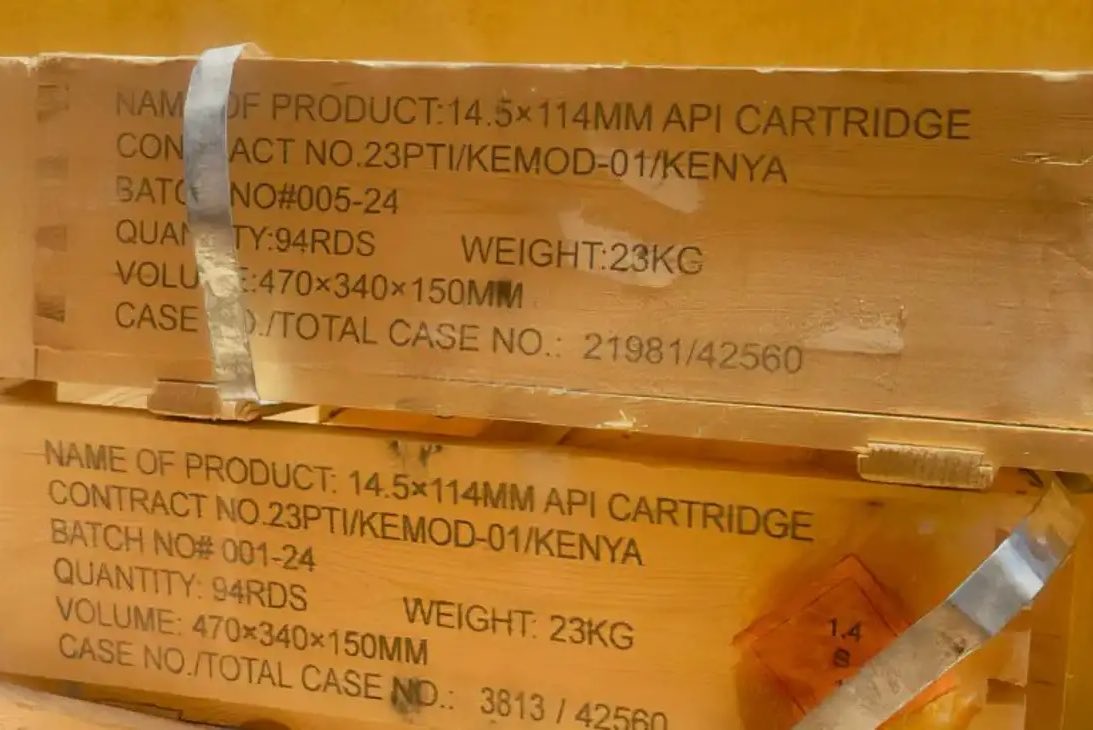 NAME OF PRODUCT:14.5×114MM API CARTRIDGE
CONTRACT NO.23PTI/KEMOD-01/KENYA
BATCH NO#005-24
QUANTITY:94RDS WEIGHT:23KG
VOLUME:470×340×150MM
CASE NO./TOTAL CASE NO.: 21981/42560
NAME OF PRODUCT: 14.5×114MM API CARTRIDGE
CONTRACT NO.23PTI/KEMOD-01/KENYA
BATCH NO# 001-24
QUANTITY: 94RDS WEIGHT: 23KG
VOLUME: 470×340×150MM
CASE NO./TOTAL CASE NO.: 3813 / 42560
1.4
S